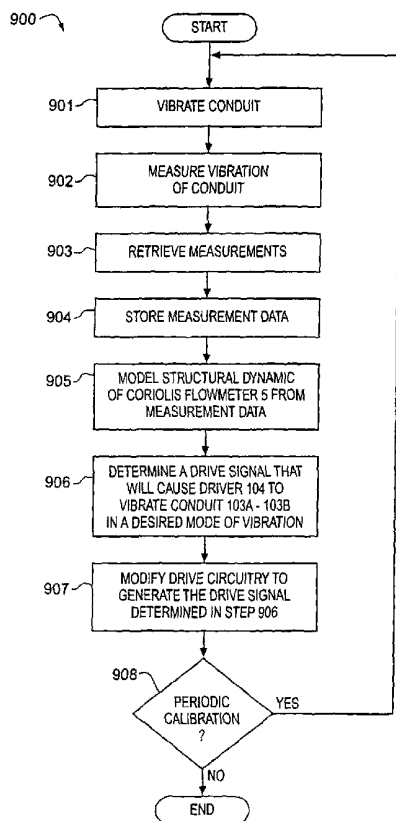 900
START
901
VIBRATE CONDUIT
902
MEASURE VIBRATION
OF CONDUIT
903
RETRIEVE MEASUREMENTS
904
STORE MEASUREMENT DATA
905
MODEL STRUCTURAL DYNAMIC
OF CORIOLIS FLOWMETER 5 FROM
MEASUREMENT DATA
906
DETERMINE A DRIVE SIGNAL THAT
WILL CAUSE DRIVER 104 TO
VIBRATE CONDUIT 103A - 103B
IN A DESIRED MODE OF VIBRATION
907
MODIFY DRIVE CIRCUITRY TO
GENERATE THE DRIVE SIGNAL
DETERMINED IN STEP 906
908
PERIODIC
CALIBRATION
?
YES
NO
END